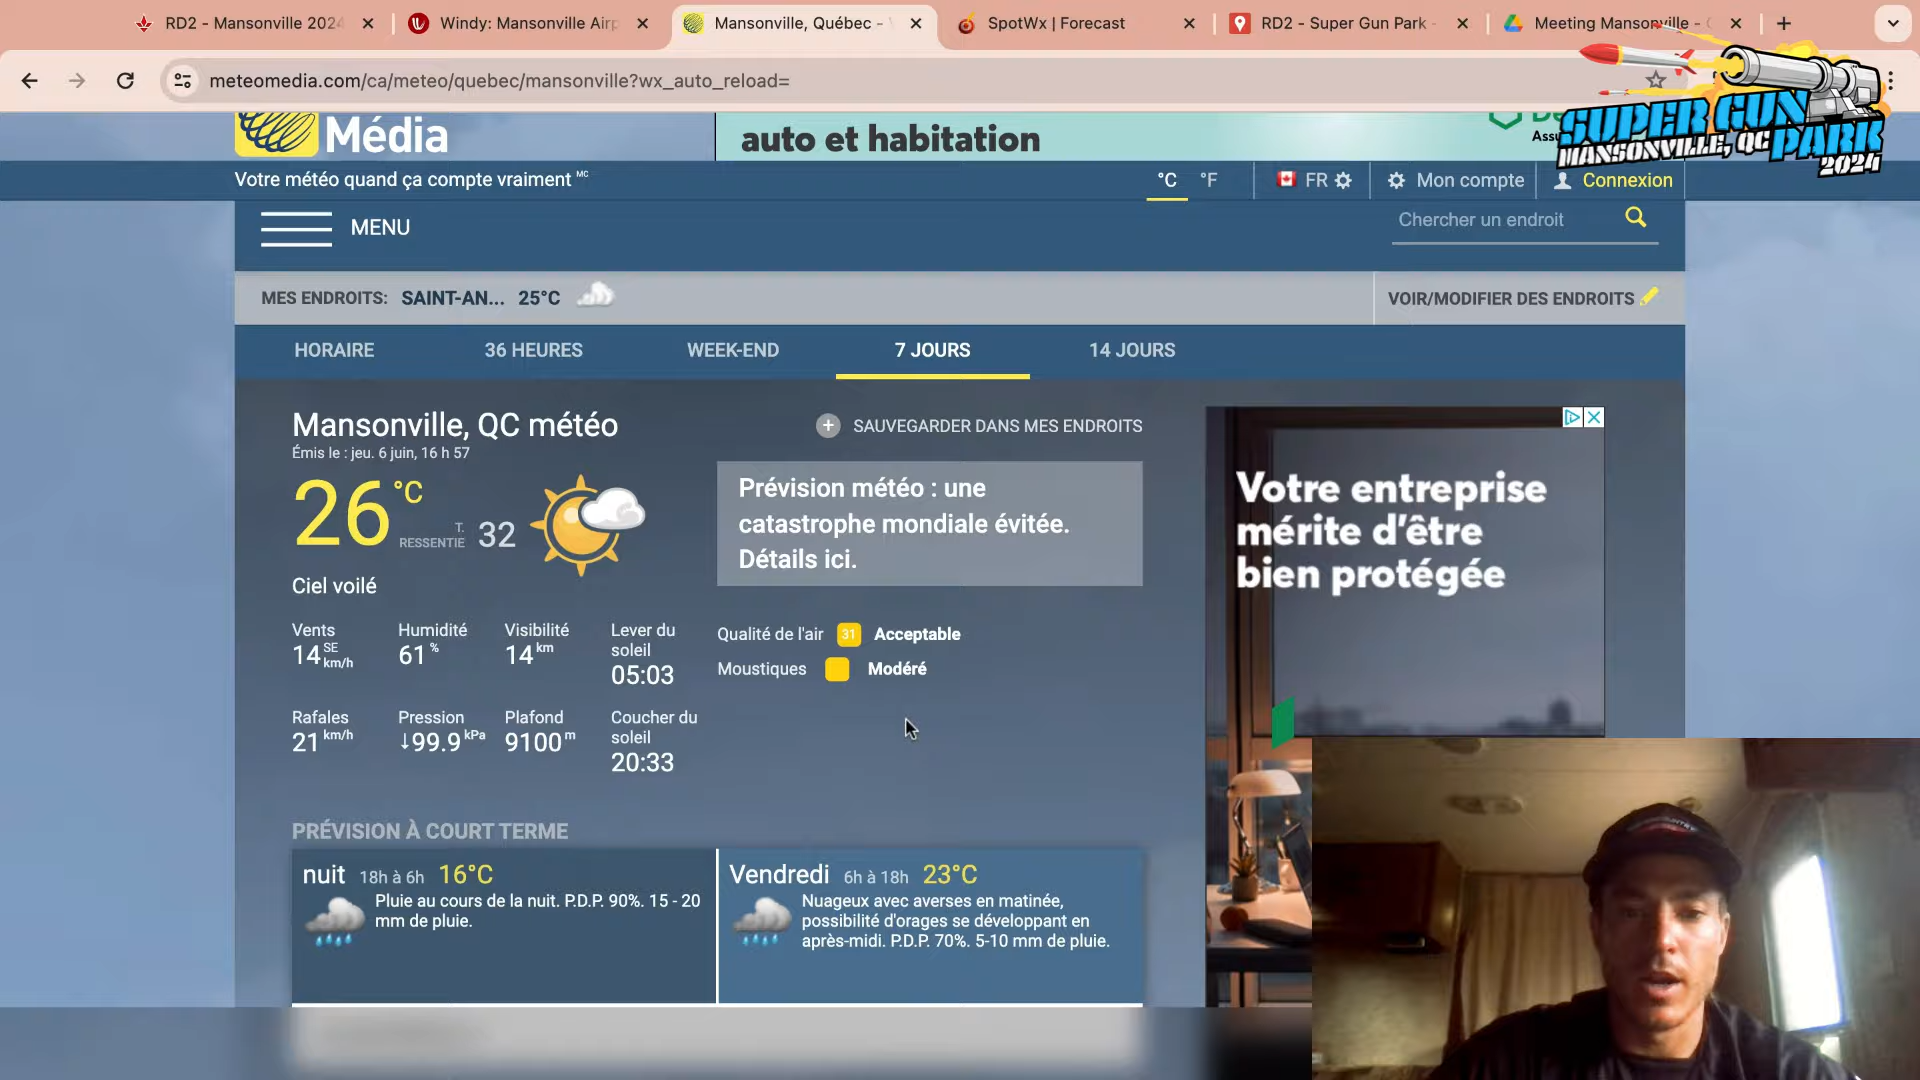 RD2 - Mansonville 2024
Windy: Mansonville Airp
Mansonville, Québec -
SpotWx | Forecast
RD2 - Super Gun Park -
Meeting Mansonville -
meteomedia.com/ca/meteo/quebec/mansonville?wx_auto_reload=
SUPER GUN
PARK
MANSONVILLE, QC
2024
Média
auto et habitation
Assu
Votre météo quand ça compte vraiment MC
°C
°F
FR
Mon compte
Connexion
MENU
Chercher un endroit
MES ENDROITS: SAINT-AN... 25°C
VOIR/MODIFIER DES ENDROITS
HORAIRE
36 HEURES
WEEK-END
7 JOURS
14 JOURS
Mansonville, QC météo
Émis le : jeu. 6 juin, 16 h 57
SAUVEGARDER DANS MES ENDROITS
26 °C
T.
RESSENTIE 32
Ciel voilé
Prévision météo : une
catastrophe mondiale évitée.
Détails ici.
Vents
14 SE km/h
Humidité
61 %
Visibilité
14 km
Lever du
soleil
05:03
Qualité de l'air 31 Acceptable
Moustiques Modéré
Rafales
21 km/h
Pression
↓99.9 kPa
Plafond
9100 m
Coucher du
soleil
20:33
Votre entreprise
mérite d'être
bien protégée
PRÉVISION À COURT TERME
nuit 18h à 6h 16°C
Pluie au cours de la nuit. P.D.P. 90%. 15 - 20
mm de pluie.
Vendredi 6h à 18h 23°C
Nuageux avec averses en matinée,
possibilité d'orages se développant en
après-midi. P.D.P. 70%. 5-10 mm de pluie.